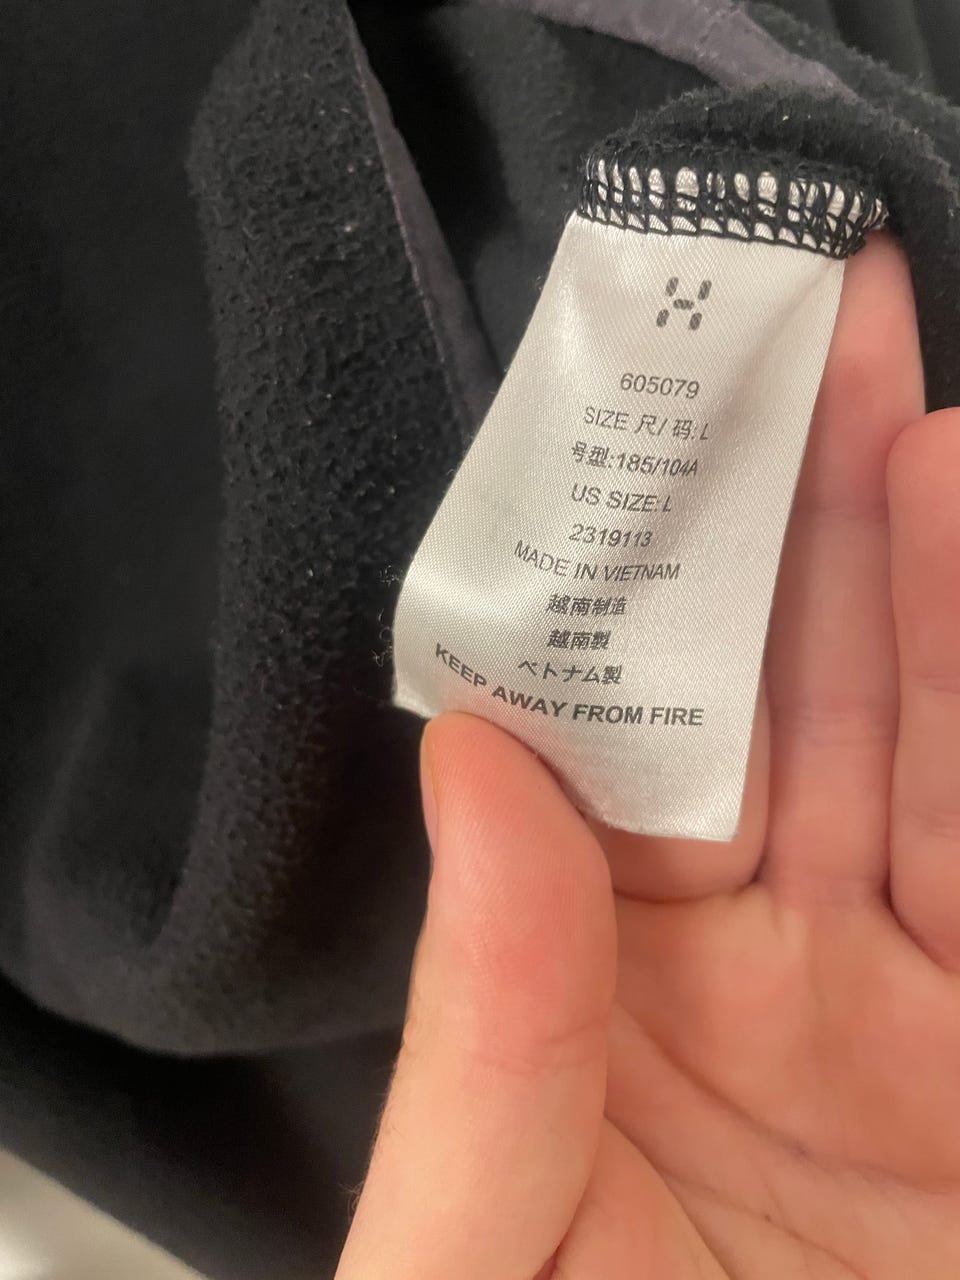 605079
SIZE 尺/ 码: L
号型:185/104A
US SIZE:L
2319113
MADE IN VIETNAM
越南制造
越南製
ベトナム製
KEEP AWAY FROM FIRE